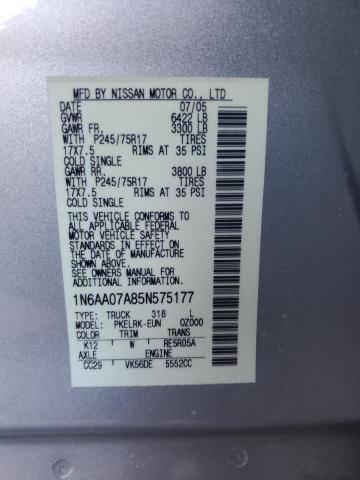 MFD BY NISSAN MOTOR CO., LTD
DATE 07/05
GVWR 6422 LB
GAWR FR. 3300 LB
WITH P245/75R17 TIRES
17X7.5 RIMS AT 35 PSI
COLD SINGLE
GAWR RR. 3800 LB
WITH P245/75R17 TIRES
17X7.5 RIMS AT 35 PSI
COLD SINGLE
THIS VEHICLE CONFORMS TO
ALL APPLICABLE FEDERAL
MOTOR VEHICLE SAFETY
STANDARDS IN EFFECT ON
THE DATE OF MANUFACTURE
SHOWN ABOVE.
SEE OWNERS MANUAL FOR
ADDITIONAL INFORMATION.
1N6AA07A85N575177
TYPE: TRUCK 318 L
MODEL: PKELRK-EUN OZ000
COLOR TRIM TRANS
K12 W RE5R05A
AXLE ENGINE
CC29 VK56DE 5552CC